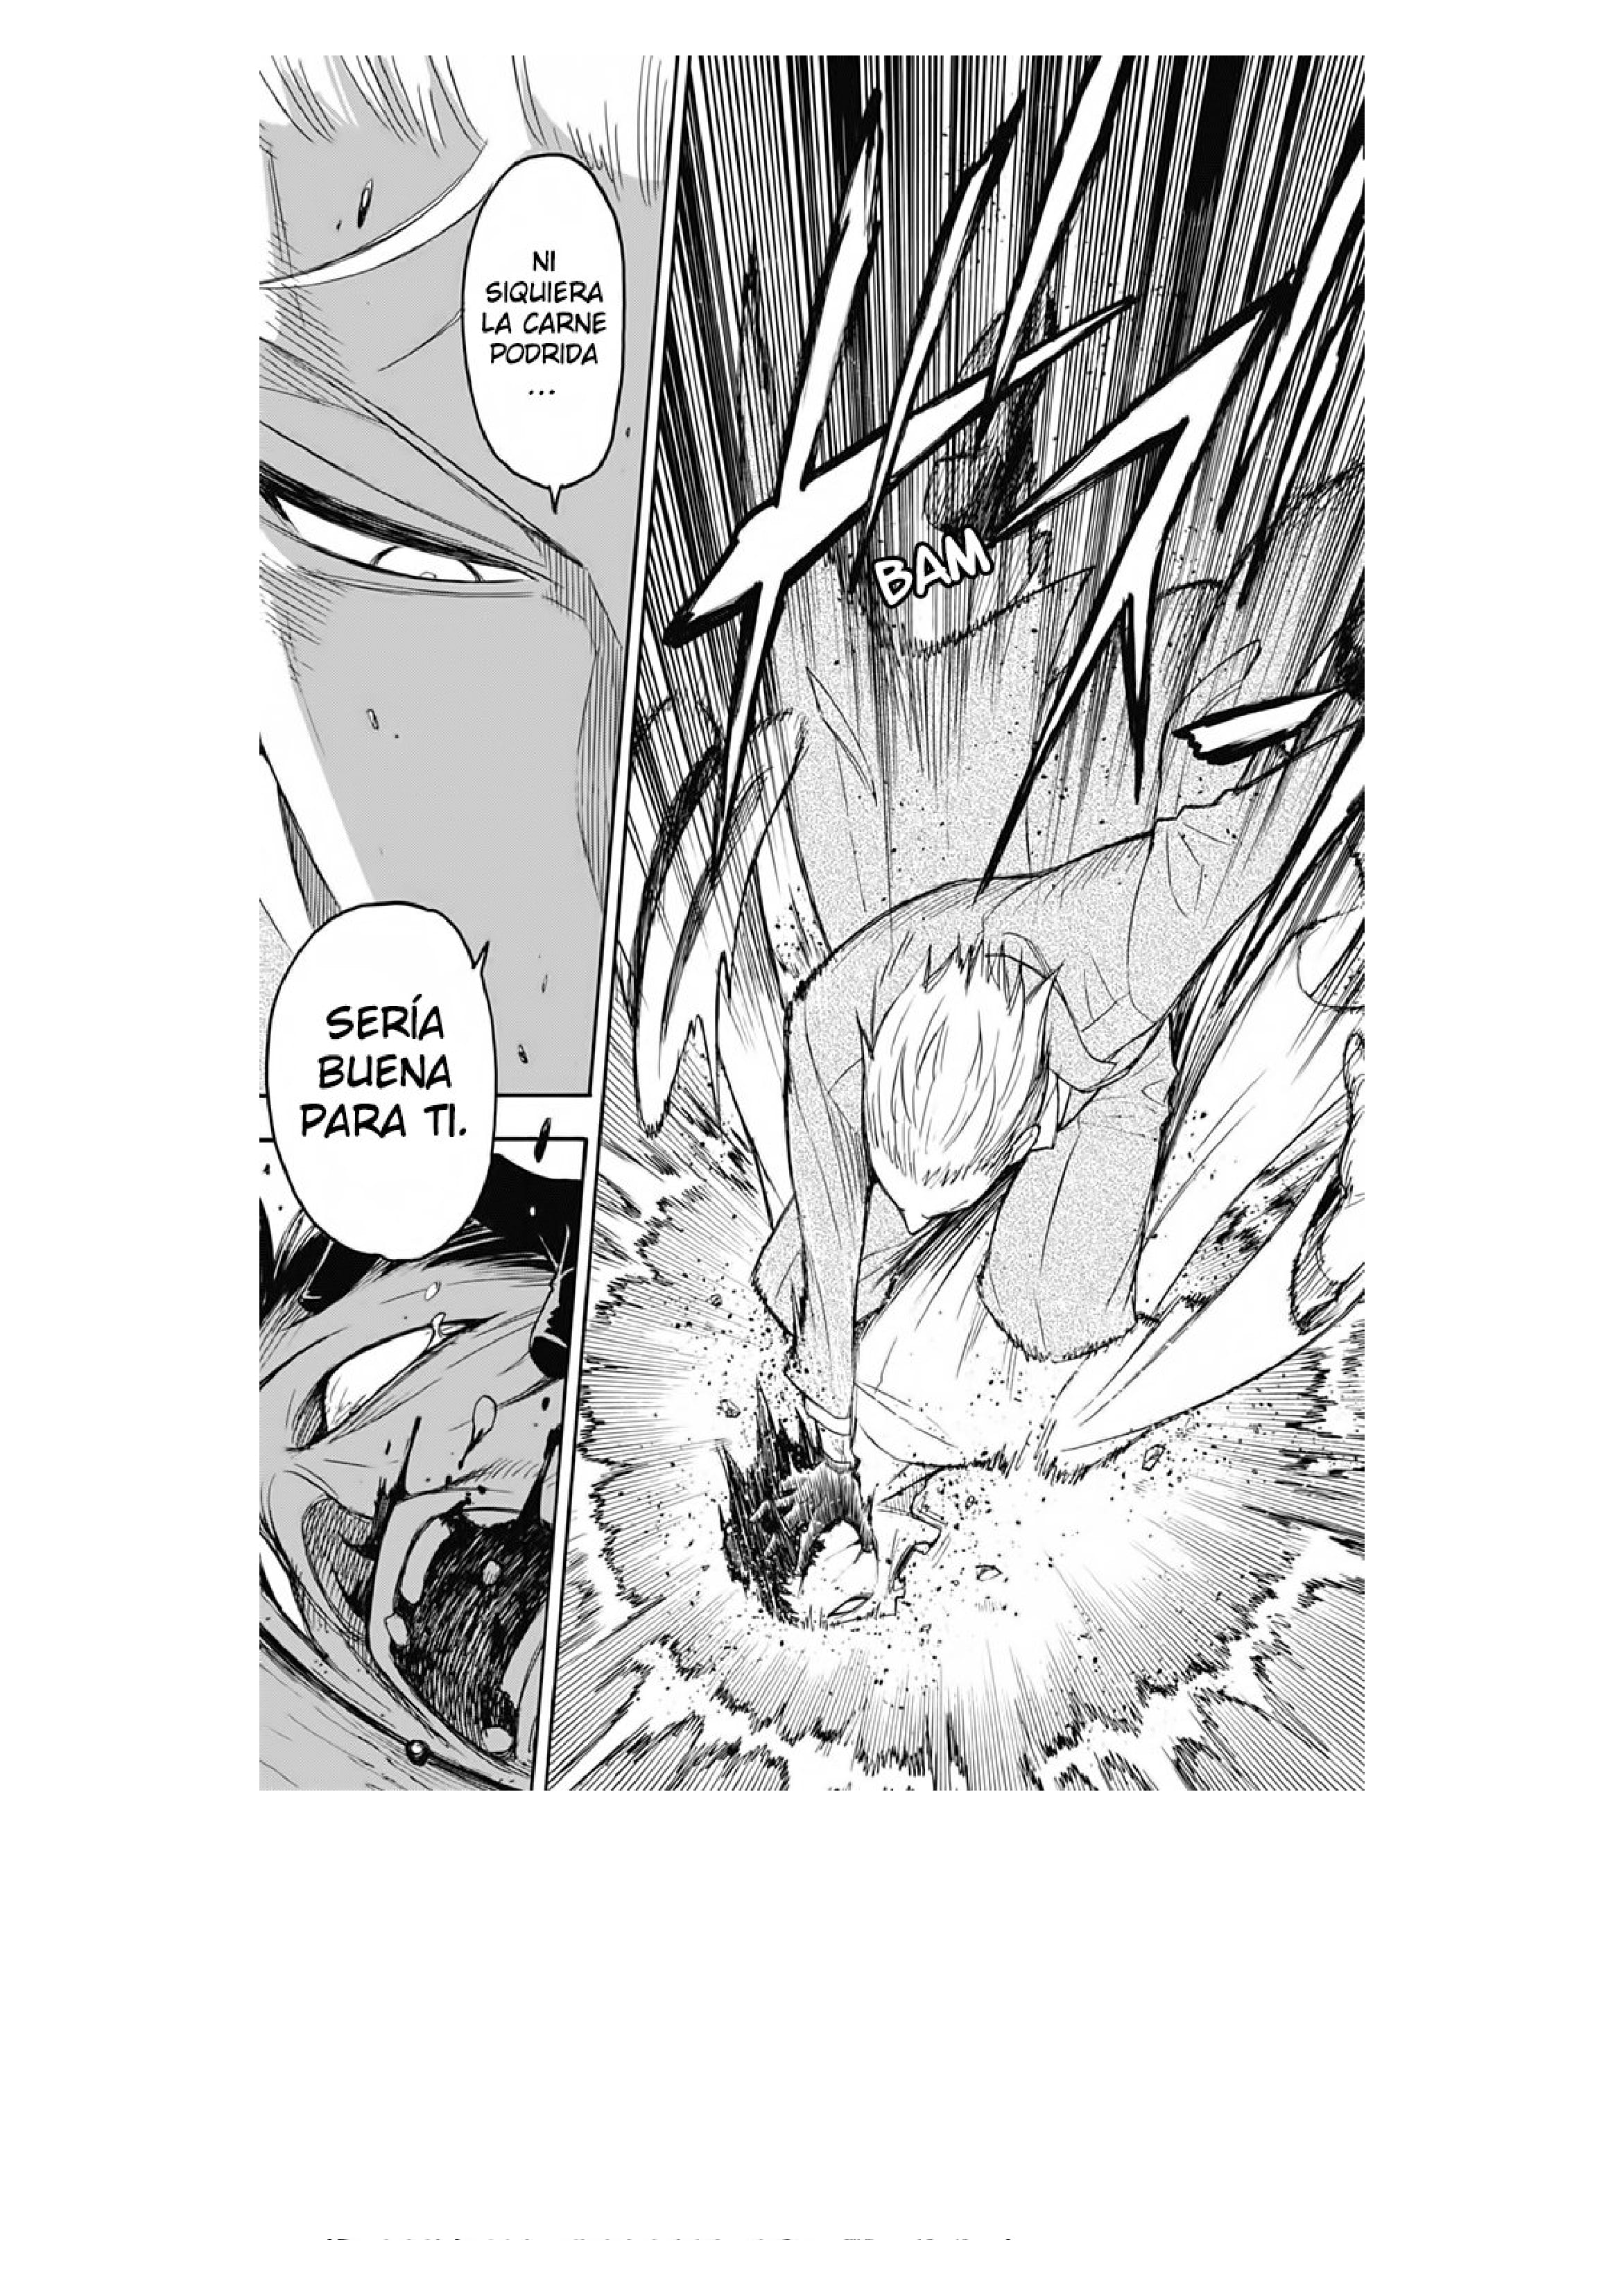 BAM
NI
SIQUIERA
LA CARNE
PODRIDA
...
SERÍA
BUENA
PARA TI.